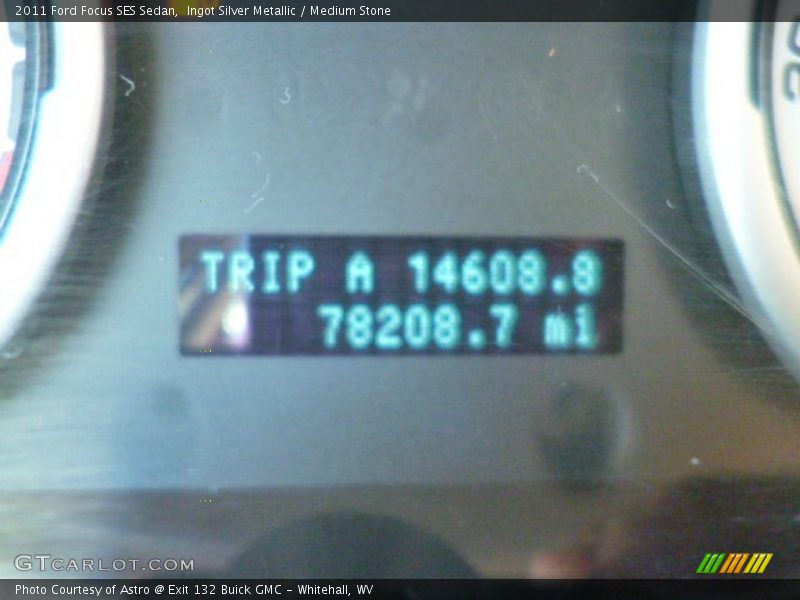 2011 Ford Focus SES Sedan,  Ingot Silver Metallic / Medium Stone
TRIP A 14608.8
78208.7 mi
GTCARLOT.COM
Photo Courtesy of Astro @ Exit 132 Buick GMC - Whitehall, WV